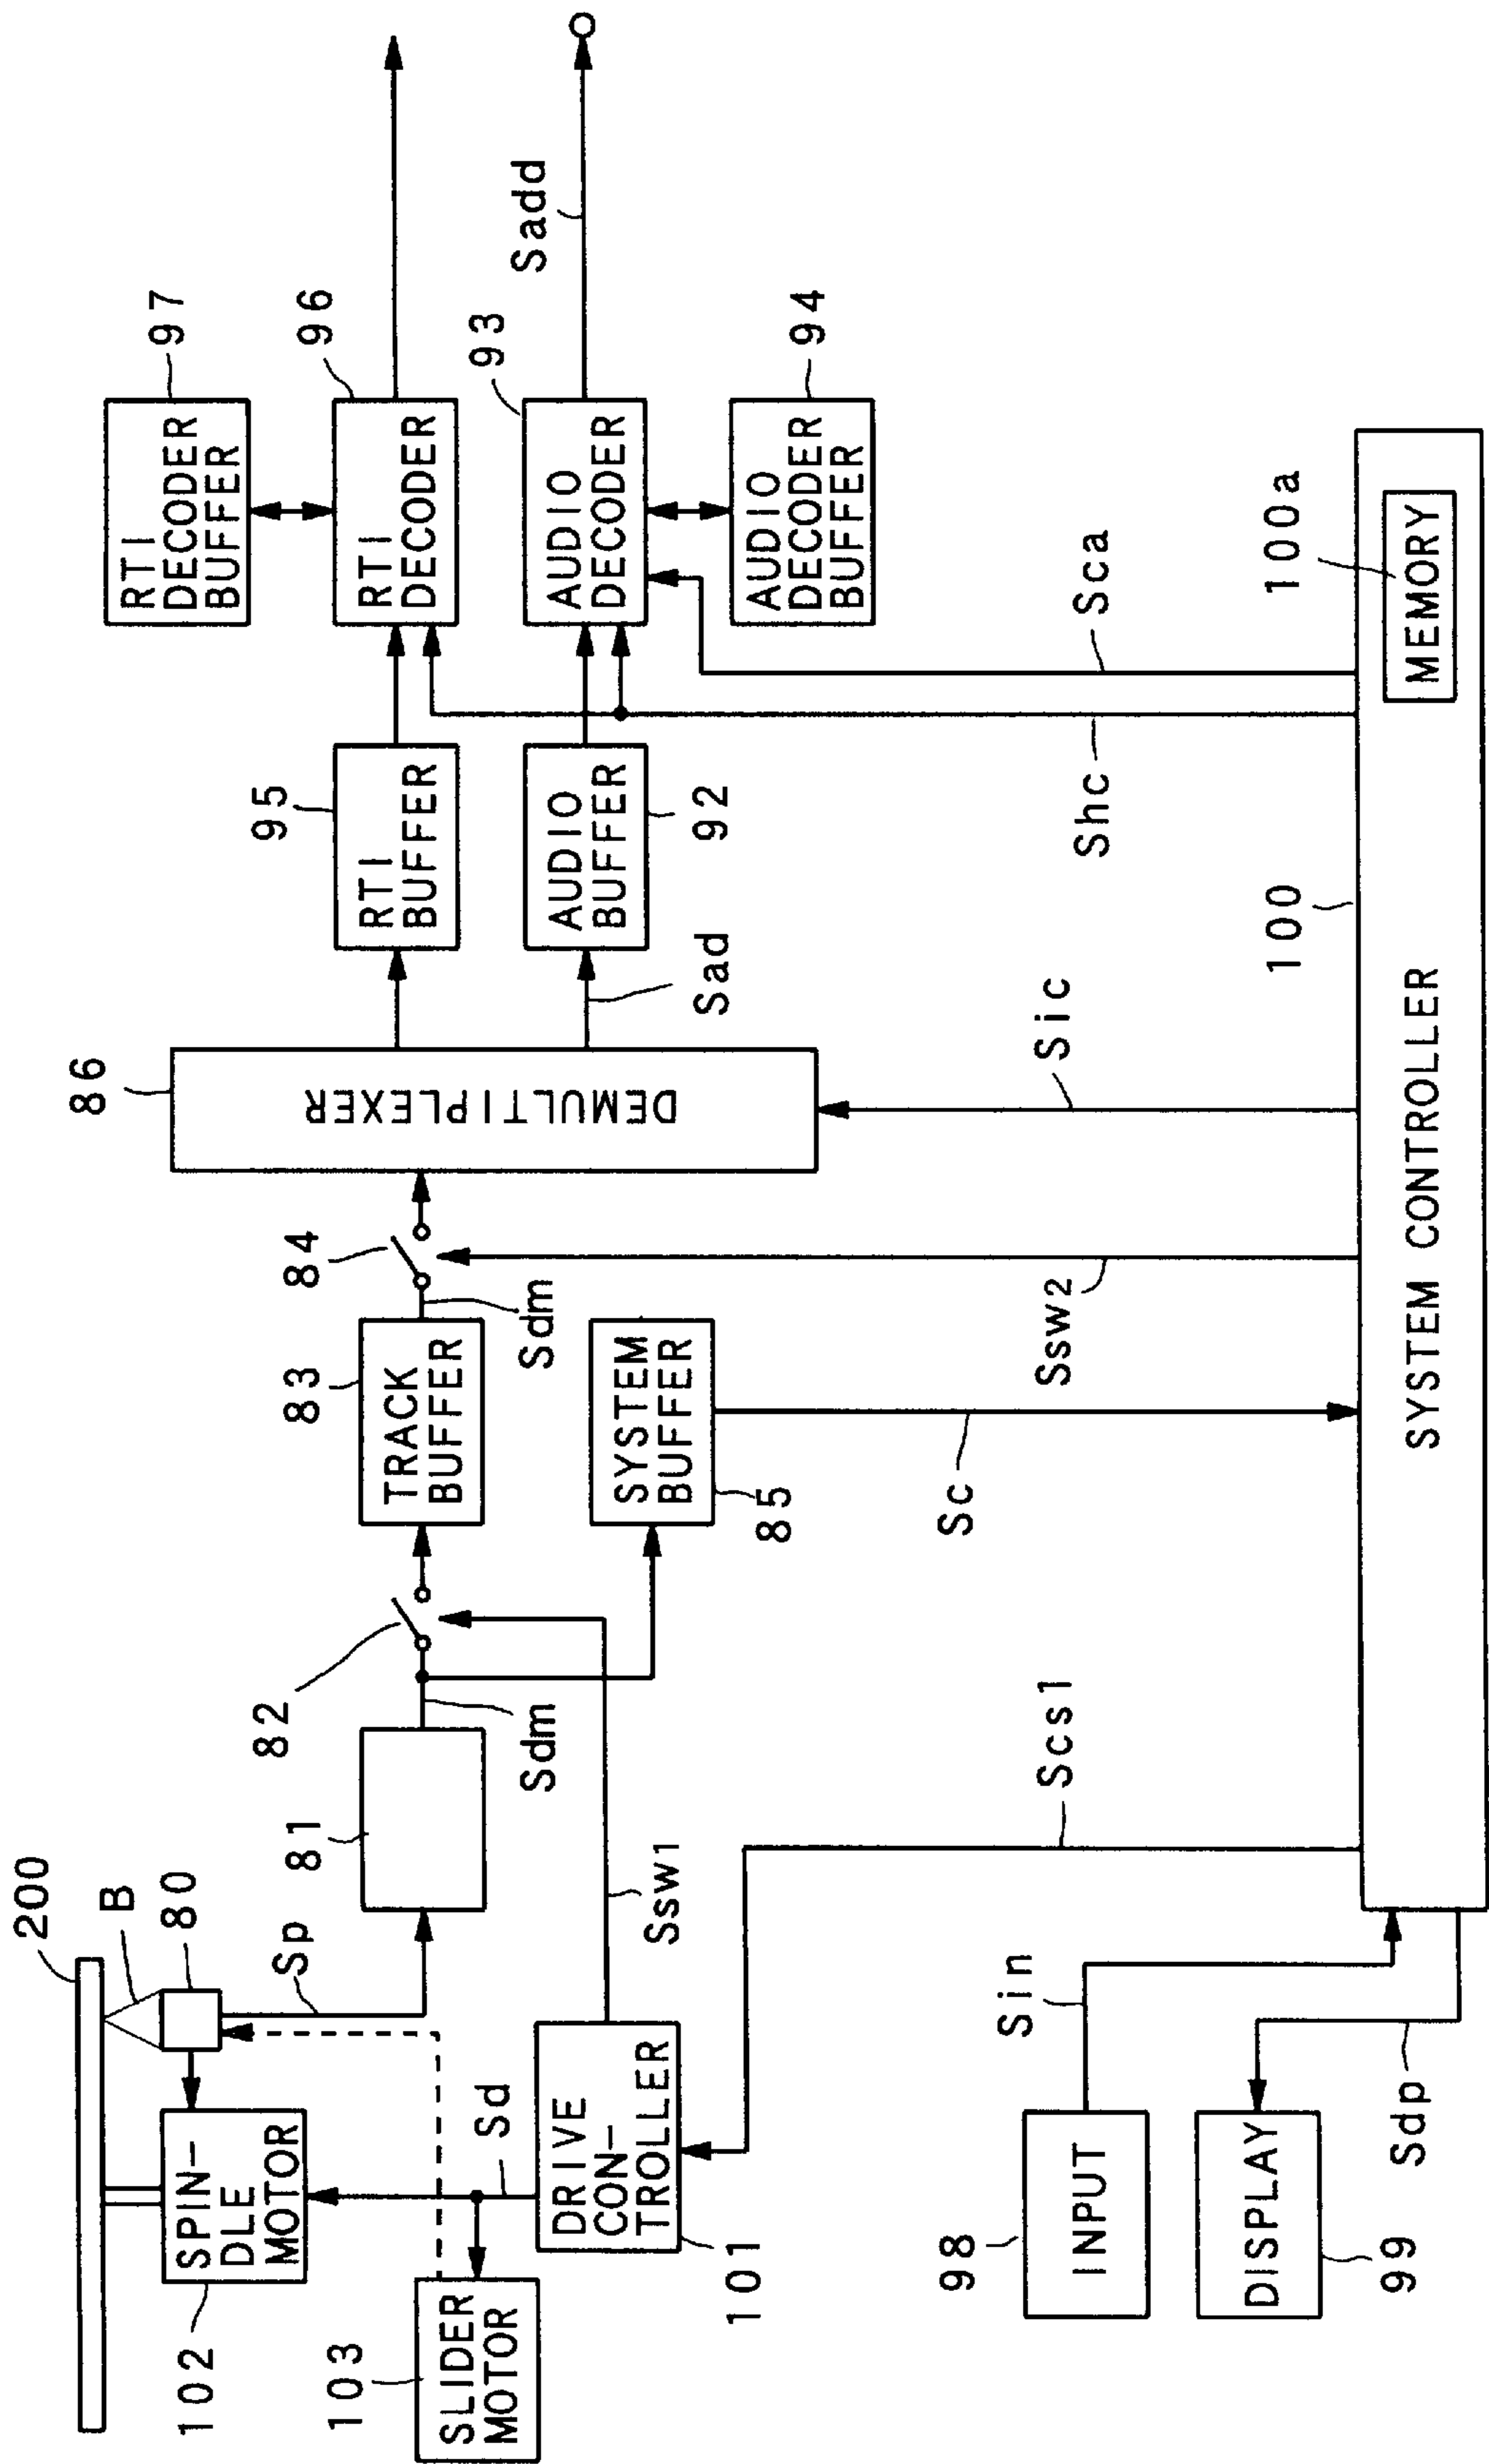 200
B
80
Sp
SPIN-
DLE
MOTOR
102
SLIDER
MOTOR
103
Sd
DRIVE
CON-
TROLLER
101
Ssw1
81
Sdm
82
TRACK
BUFFER
83
Sdm
84
SYSTEM
BUFFER
85
Sc
Ssw2
DEMULTIPLEXER
86
Sic
Sad
RTI
BUFFER
95
AUDIO
BUFFER
92
RTI
DECODER
BUFFER
97
RTI
DECODER
96
AUDIO
DECODER
93
AUDIO
DECODER
BUFFER
94
Sadd
Shc
Sca
Scs1
INPUT
98
Sin
DISPLAY
99
Sdp
SYSTEM CONTROLLER
100
MEMORY
100a